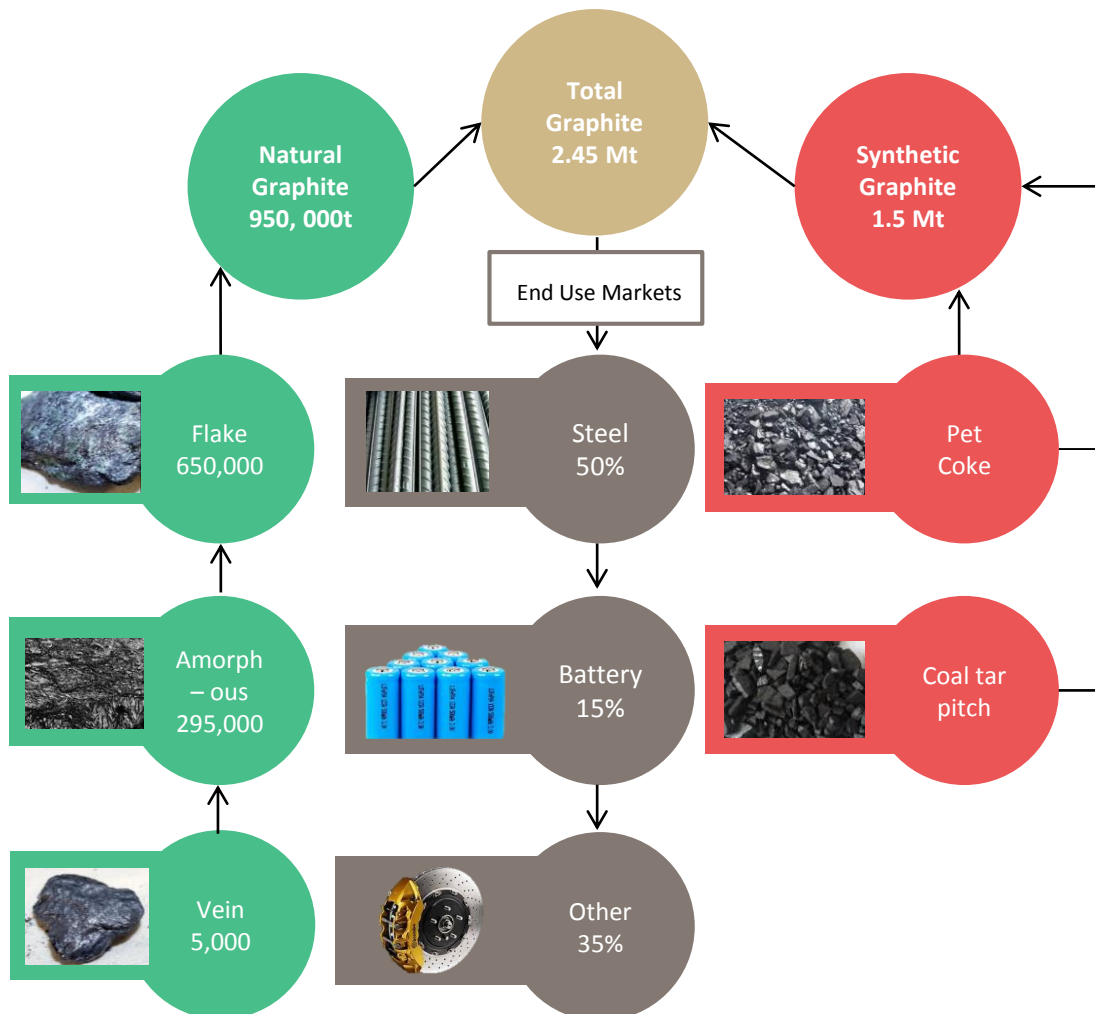 Total
Graphite
2.45 Mt
Natural
Graphite
950, 000t
Synthetic
Graphite
1.5 Mt
End Use Markets
Flake
650,000
Steel
50%
Pet
Coke
Amorph
– ous
295,000
Battery
15%
Coal tar
pitch
Vein
5,000
Other
35%